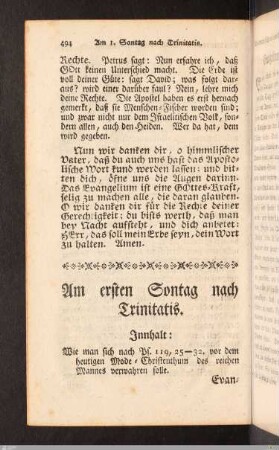 494 Am 1. Sontag nach Trinitatis.
Rechte. Petrus sagt: Nun erfahre ich, daß
GOtt keinen Unterschied macht. Die Erde ist
voll deiner Güte: sagt David; was folgt dar-
aus? wird einer darüber faul? Nein, lehre mich
deine Rechte. Die Apostel haben es erst hernach
gemerkt, daß sie Menschen-Fischer worden sind;
und zwar nicht nur dem Israelitischen Volk, son-
dern allen, auch den Heiden. Wer da hat, dem
wird gegeben.
Nun wir danken dir, o himmlischer
Vater, daß du auch uns hast das Aposto-
lische Wort kund werden lassen: und bit-
ten dich, öfne uns die Augen darinn.
Das Evangelium ist eine GOttes-Kraft,
selig zu machen alle, die daran glauben.
O wir danken dir für die Rechte deiner
Gerechtigkeit: du bists werth, daß man
bey Nacht aufsteht, und dich anbetet:
HErr, das soll mein Erbe seyn, dein Wort
zu halten. Amen.
Am ersten Sontag nach
Trinitatis.
Innhalt:
Wie man sich nach Ps. 119, 25—32. vor dem
heutigen Mode-Christenthum des reichen
Mannes verwahren solle.
Evan-